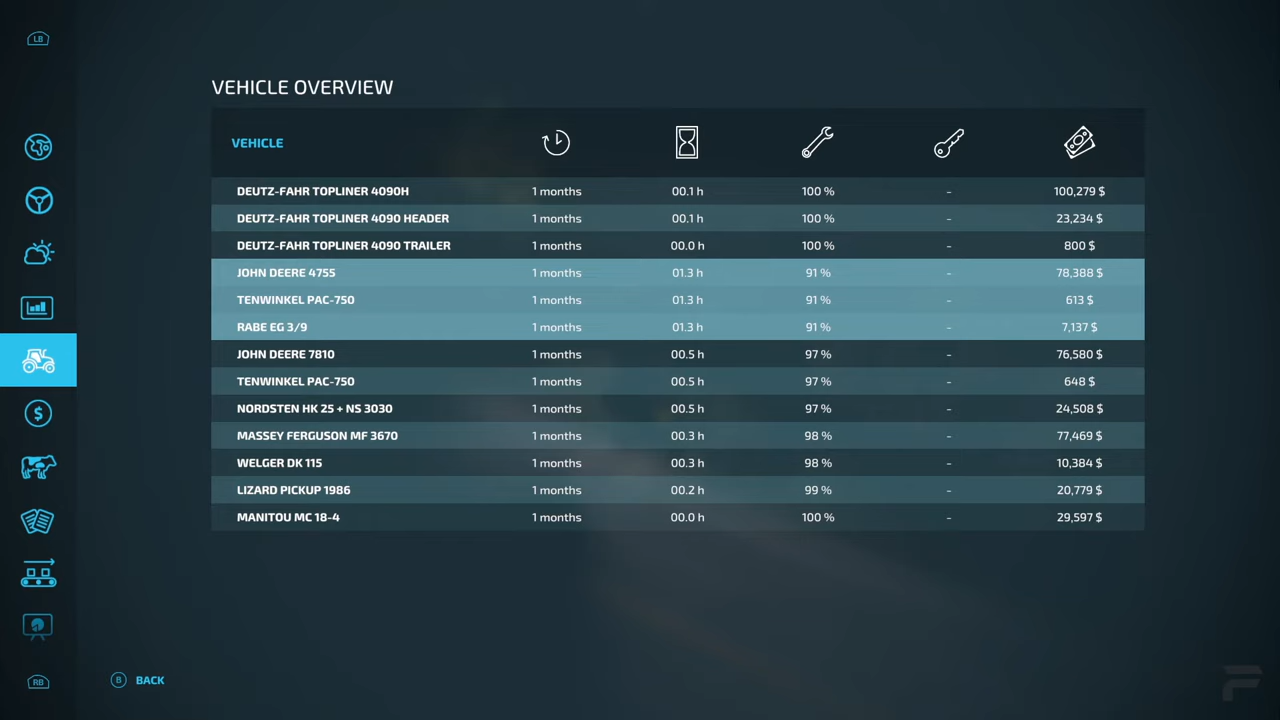 LB
VEHICLE OVERVIEW
VEHICLE
DEUTZ-FAHR TOPLINER 4090H 1 months 00.1 h 100 % - 100,279 $
DEUTZ-FAHR TOPLINER 4090 HEADER 1 months 00.1 h 100 % - 23,234 $
DEUTZ-FAHR TOPLINER 4090 TRAILER 1 months 00.0 h 100 % - 800 $
JOHN DEERE 4755 1 months 01.3 h 91 % - 78,388 $
TENWINKEL PAC-750 1 months 01.3 h 91 % - 613 $
RABE EG 3/9 1 months 01.3 h 91 % - 7,137 $
JOHN DEERE 7810 1 months 00.5 h 97 % - 76,580 $
TENWINKEL PAC-750 1 months 00.5 h 97 % - 648 $
NORDSTEN HK 25 + NS 3030 1 months 00.5 h 97 % - 24,508 $
MASSEY FERGUSON MF 3670 1 months 00.3 h 98 % - 77,469 $
WELGER DK 115 1 months 00.3 h 98 % - 10,384 $
LIZARD PICKUP 1986 1 months 00.2 h 99 % - 20,779 $
MANITOU MC 18-4 1 months 00.0 h 100 % - 29,597 $
RB
B BACK